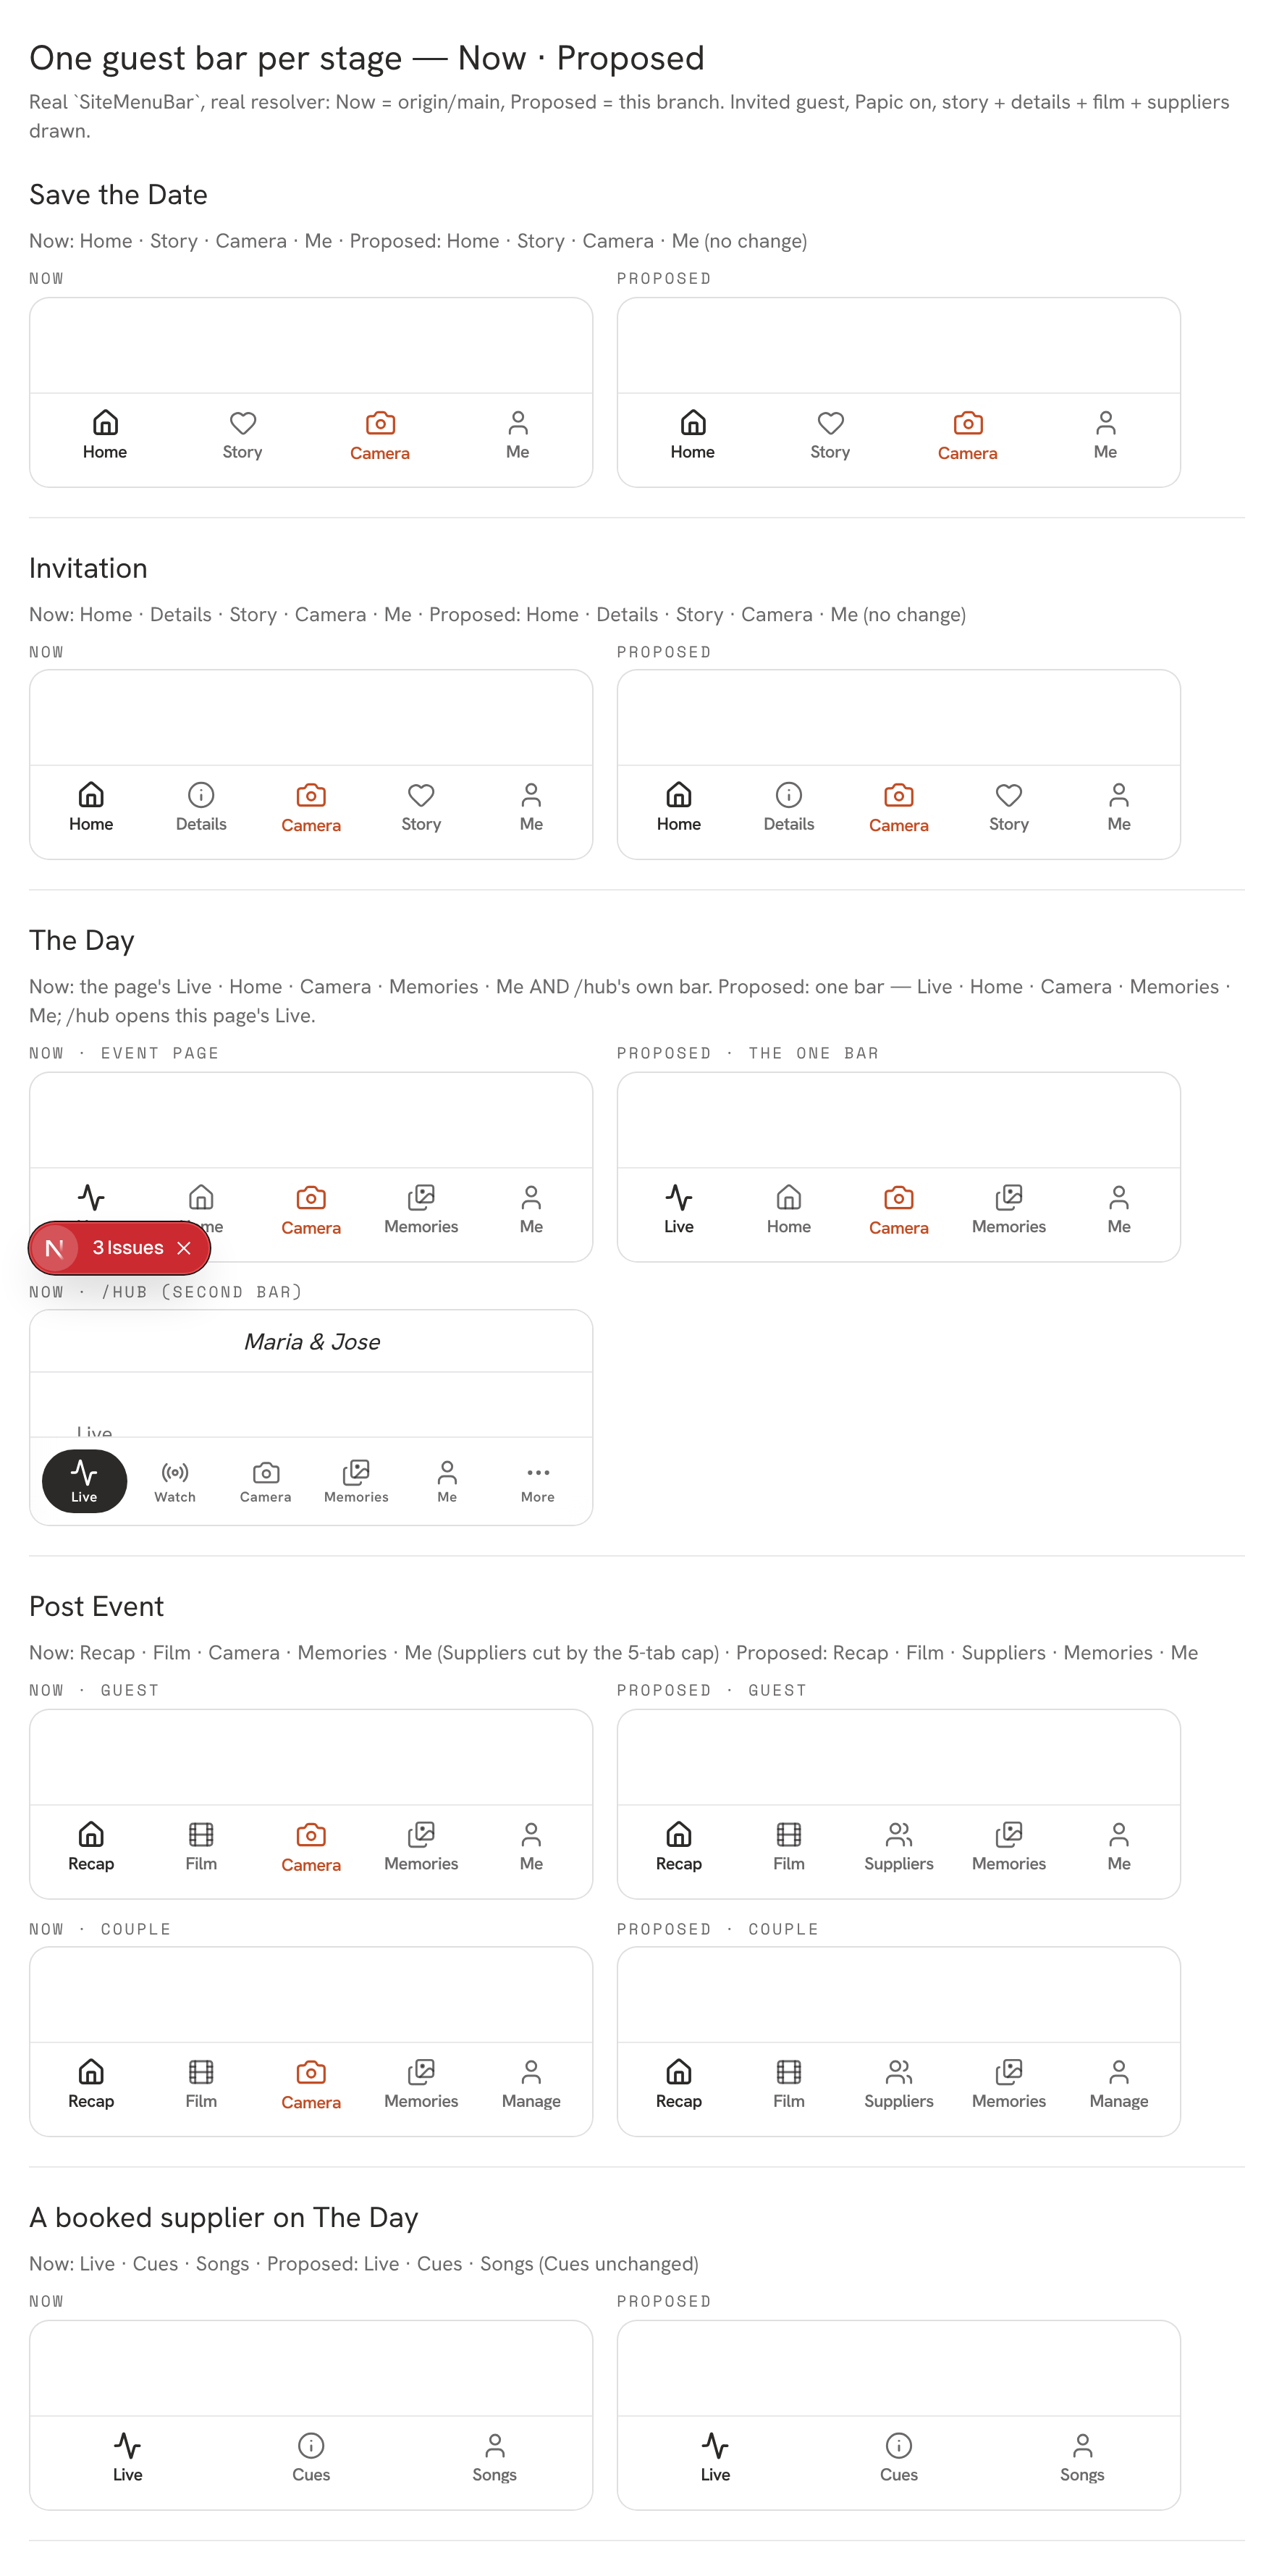 One guest bar per stage — Now · Proposed
Real `SiteMenuBar`, real resolver: Now = origin/main, Proposed = this branch. Invited guest, Papic on, story + details + film + suppliers
drawn.
Save the Date
Now: Home · Story · Camera · Me · Proposed: Home · Story · Camera · Me (no change)
NOW
PROPOSED
Home Story Camera Me
Home Story Camera Me
Invitation
Now: Home · Details · Story · Camera · Me · Proposed: Home · Details · Story · Camera · Me (no change)
NOW
PROPOSED
Home Details Camera Story Me
Home Details Camera Story Me
The Day
Now: the page's Live · Home · Camera · Memories · Me AND /hub's own bar. Proposed: one bar — Live · Home · Camera · Memories ·
Me; /hub opens this page's Live.
NOW · EVENT PAGE
PROPOSED · THE ONE BAR
Camera Memories Me
Live Home Camera Memories Me
3 Issues
NOW · /HUB (SECOND BAR)
Maria & Jose
Live
Live Watch Camera Memories Me More
Post Event
Now: Recap · Film · Camera · Memories · Me (Suppliers cut by the 5-tab cap) · Proposed: Recap · Film · Suppliers · Memories · Me
NOW · GUEST
PROPOSED · GUEST
Recap Film Camera Memories Me
Recap Film Suppliers Memories Me
NOW · COUPLE
PROPOSED · COUPLE
Recap Film Camera Memories Manage
Recap Film Suppliers Memories Manage
A booked supplier on The Day
Now: Live · Cues · Songs · Proposed: Live · Cues · Songs (Cues unchanged)
NOW
PROPOSED
Live Cues Songs
Live Cues Songs